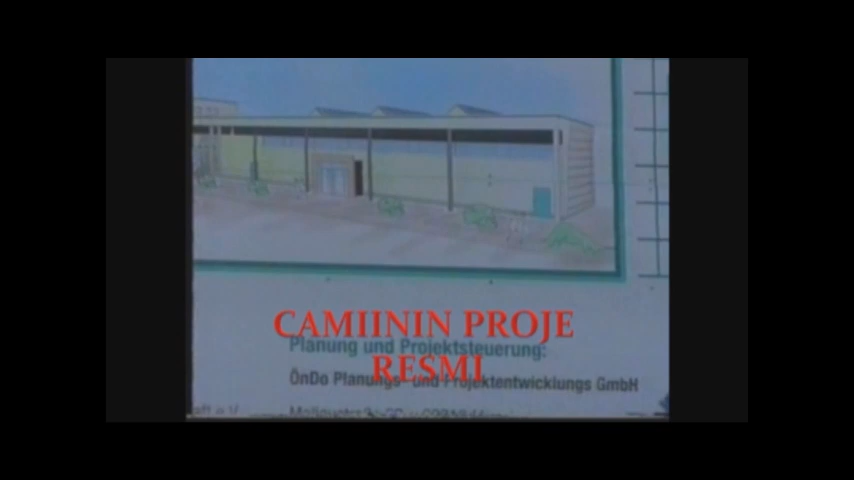 CAMIININ PROJE
RESMI
Planung und Projektsteuerung:
ÖnDo Planungs- und Projektentwicklungs GmbH
e.V.